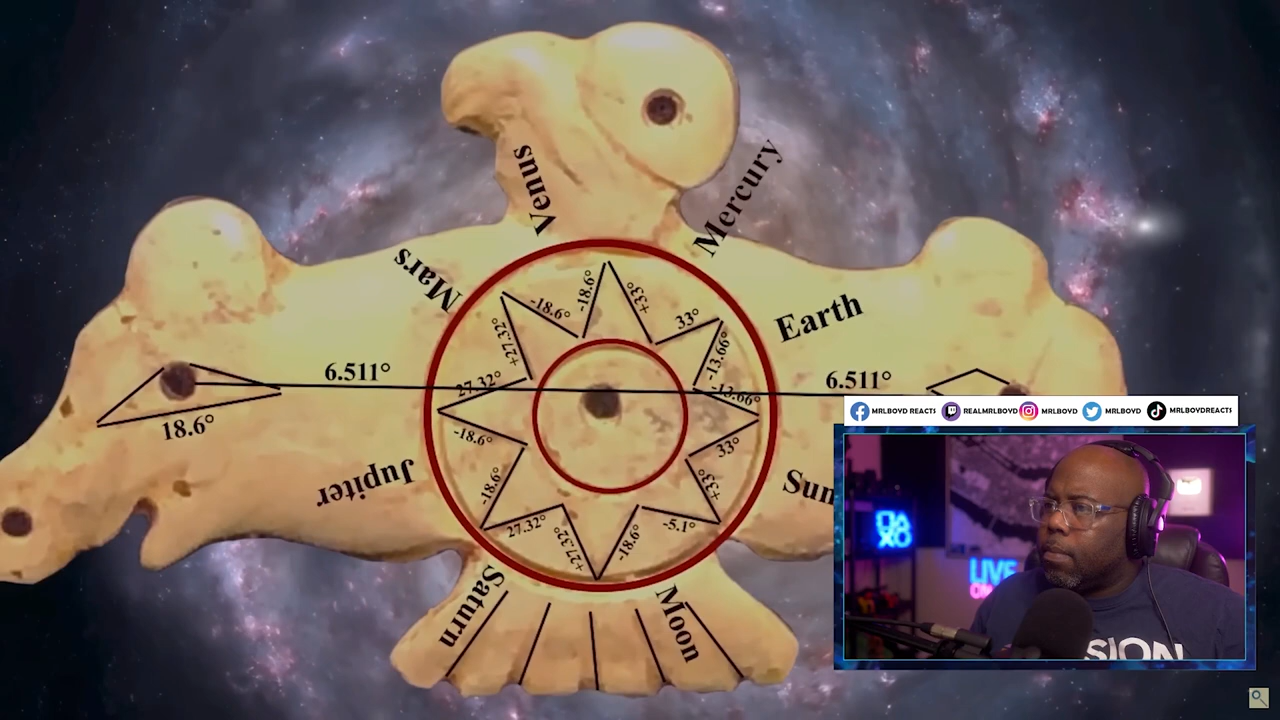 Venus
Mercury
Mars
Earth
-18.6°
-18.6°
+33°
33°
+27.32°
-13.66°
6.511°
27.32°
-13.66°
6.511°
18.6°
-18.6°
33°
Jupiter
-18.6°
+33°
Sun
27.32°
+27.32°
-18.6°
-5.1°
Saturn
Moon
MRLBOYD REACTS
REALMRLBOYD
MRLBOYD
MRLBOYD
MRLBOYDREACTS
LIVE
SION